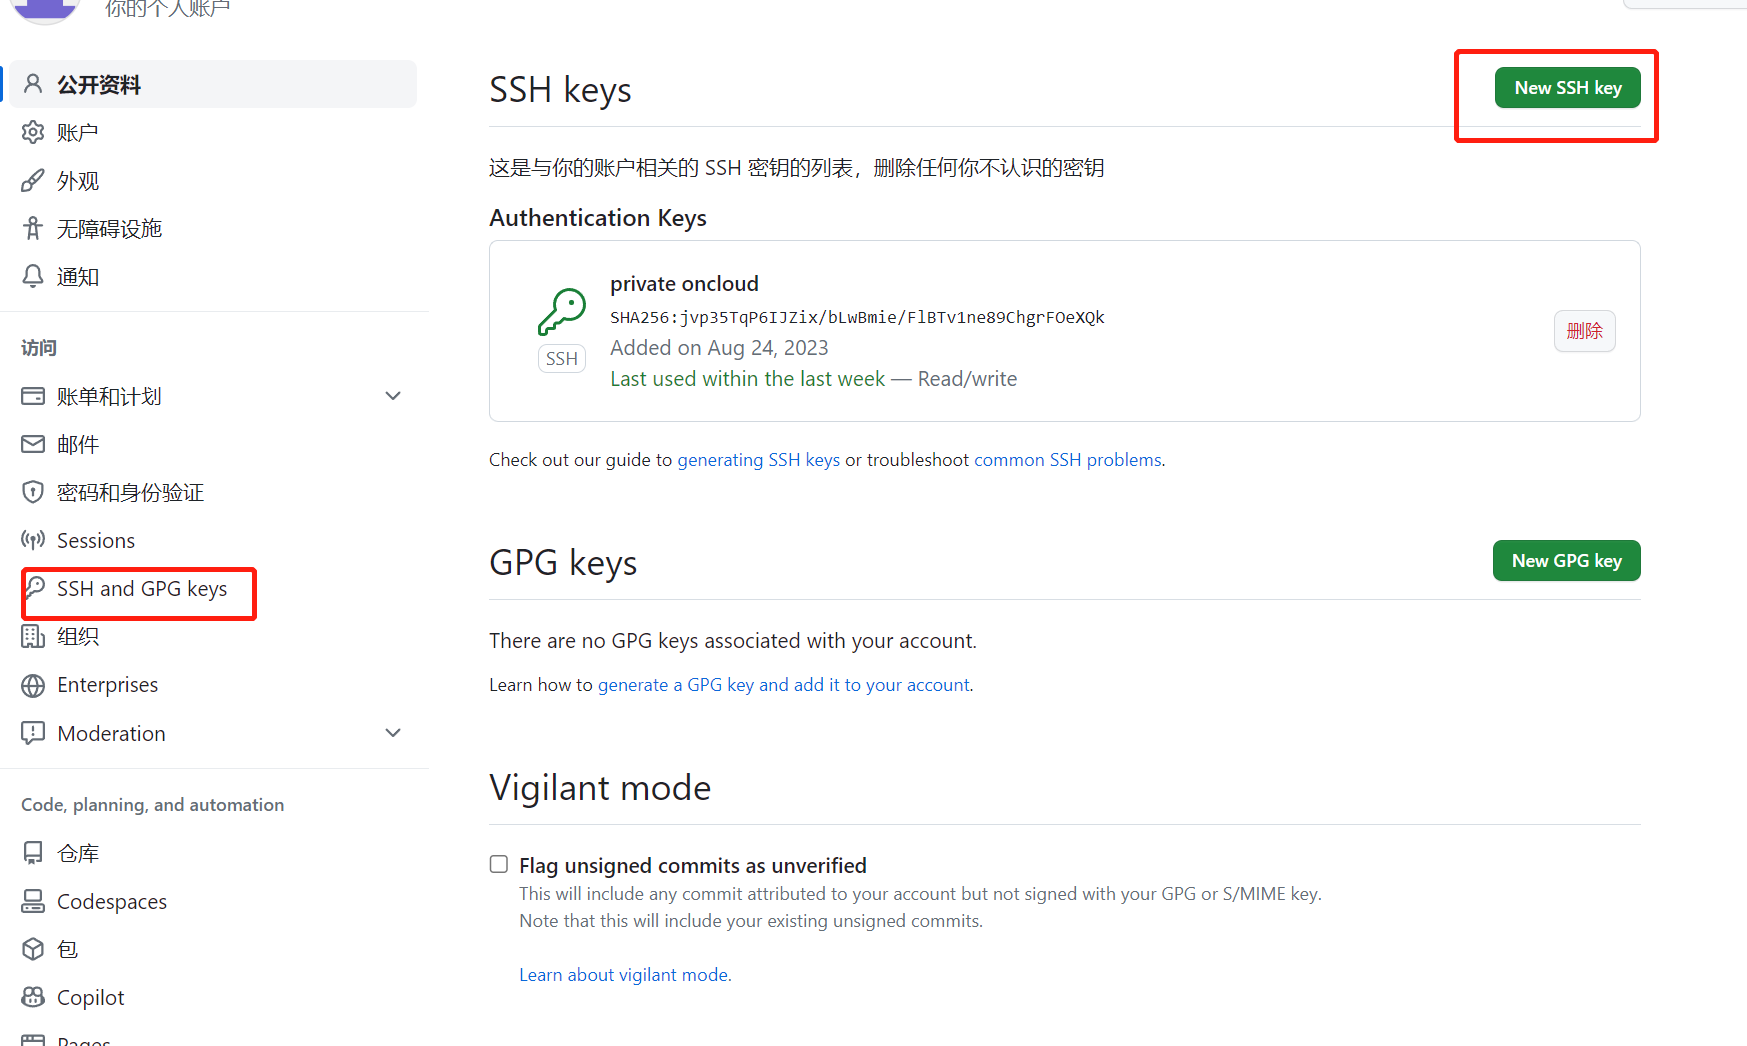 你的个人账户
公开资料
账户
外观
无障碍设施
通知
访问
账单和计划
邮件
密码和身份验证
Sessions
SSH and GPG keys
组织
Enterprises
Moderation
Code, planning, and automation
仓库
Codespaces
包
Copilot
Pages
SSH keys
New SSH key
这是与你的账户相关的 SSH 密钥的列表，删除任何你不认识的密钥
Authentication Keys
private oncloud
SHA256:jvp35TqP6IJZix/bLwBmie/FlBTv1ne89ChgrFOeXQk
Added on Aug 24, 2023
Last used within the last week — Read/write
SSH
删除
Check out our guide to generating SSH keys or troubleshoot common SSH problems.
GPG keys
New GPG key
There are no GPG keys associated with your account.
Learn how to generate a GPG key and add it to your account.
Vigilant mode
Flag unsigned commits as unverified
This will include any commit attributed to your account but not signed with your GPG or S/MIME key.
Note that this will include your existing unsigned commits.
Learn about vigilant mode.